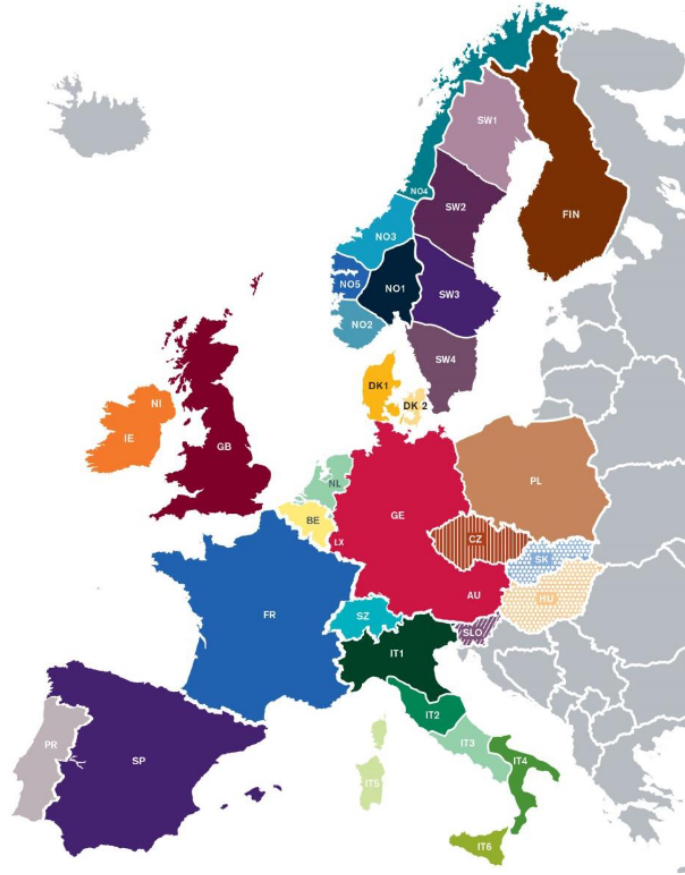 SW1
NO4
SW2
FIN
NO3
NO5
NO1
SW3
NO2
SW4
DK1
DK 2
NI
IE
GB
NL
PL
BE
GE
LX
CZ
SK
HU
AU
FR
SZ
SLO
IT1
IT2
IT3
PR
SP
IT4
IT5
IT6